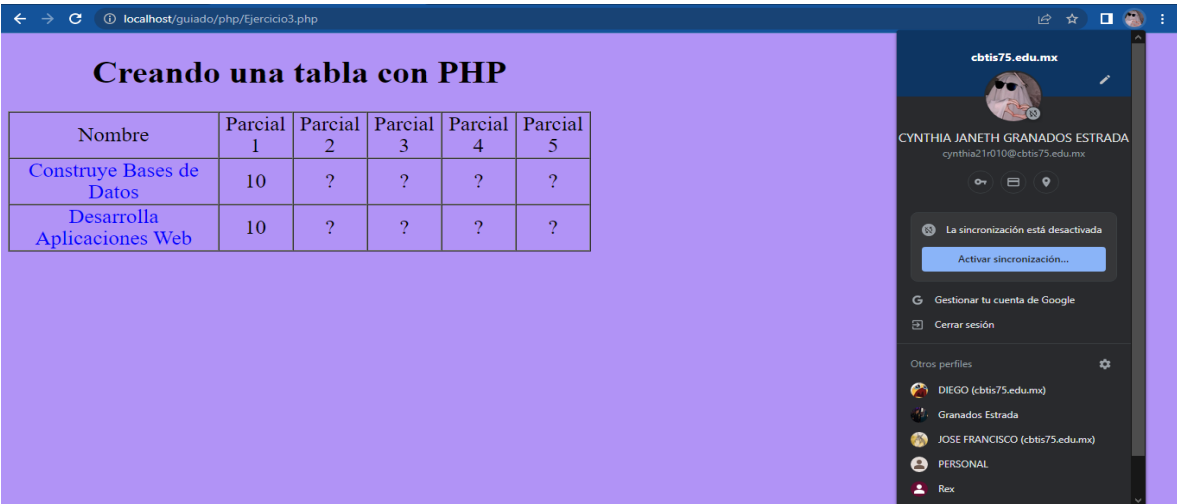 localhost/guiado/php/Ejercicio3.php
Creando una tabla con PHP
Nombre
Parcial 1
Parcial 2
Parcial 3
Parcial 4
Parcial 5
Construye Bases de
Datos
10
?
?
?
?
Desarrolla
Aplicaciones Web
10
?
?
?
?
cbtis75.edu.mx
CYNTHIA JANETH GRANADOS ESTRADA
cynthia21r010@cbtis75.edu.mx
La sincronización está desactivada
Activar sincronización...
G Gestionar tu cuenta de Google
Cerrar sesión
Otros perfiles
DIEGO (cbtis75.edu.mx)
Granados Estrada
JOSE FRANCISCO (cbtis75.edu.mx)
PERSONAL
Rex